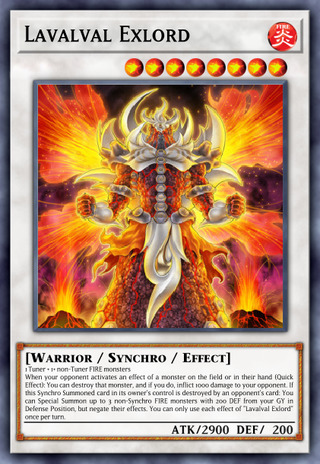 Lavalval Exlord
FIRE
炎
[Warrior / Synchro / Effect]
1 Tuner + 1+ non-Tuner FIRE monsters
When your opponent activates an effect of a monster on the field or in their hand (Quick
Effect): You can destroy that monster, and if you do, inflict 1000 damage to your opponent. If
this Synchro Summoned card in its owner's control is destroyed by an opponent's card: You
can Special Summon up to 3 non-Synchro FIRE monsters with 200 DEF from your GY in
Defense Position, but negate their effects. You can only use each effect of "Lavalval Exlord"
once per turn.
ATK/2900 DEF/ 200